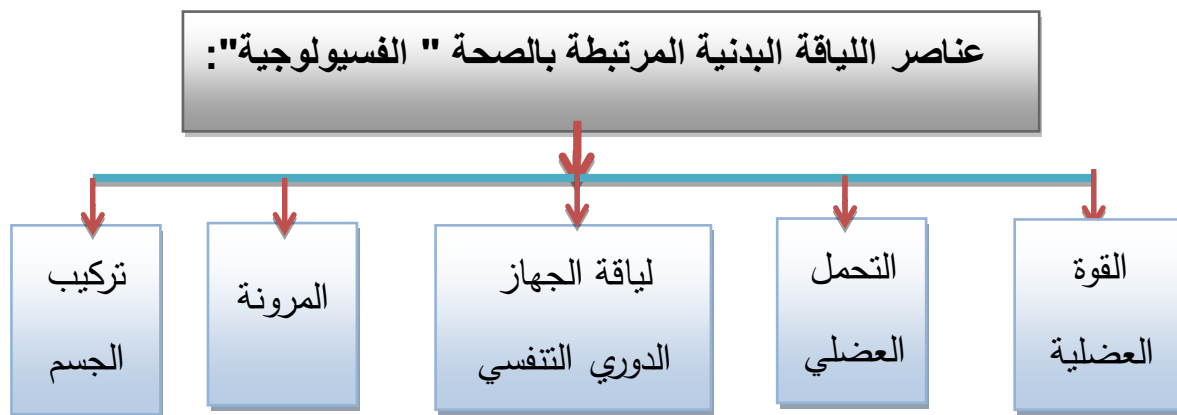 عناصر اللياقة البدنية المرتبطة بالصحة " الفسيولوجية":
القوة
العضلية
التحمل
العضلي
لياقة الجهاز
الدوري التنفسي
المرونة
تركيب
الجسم